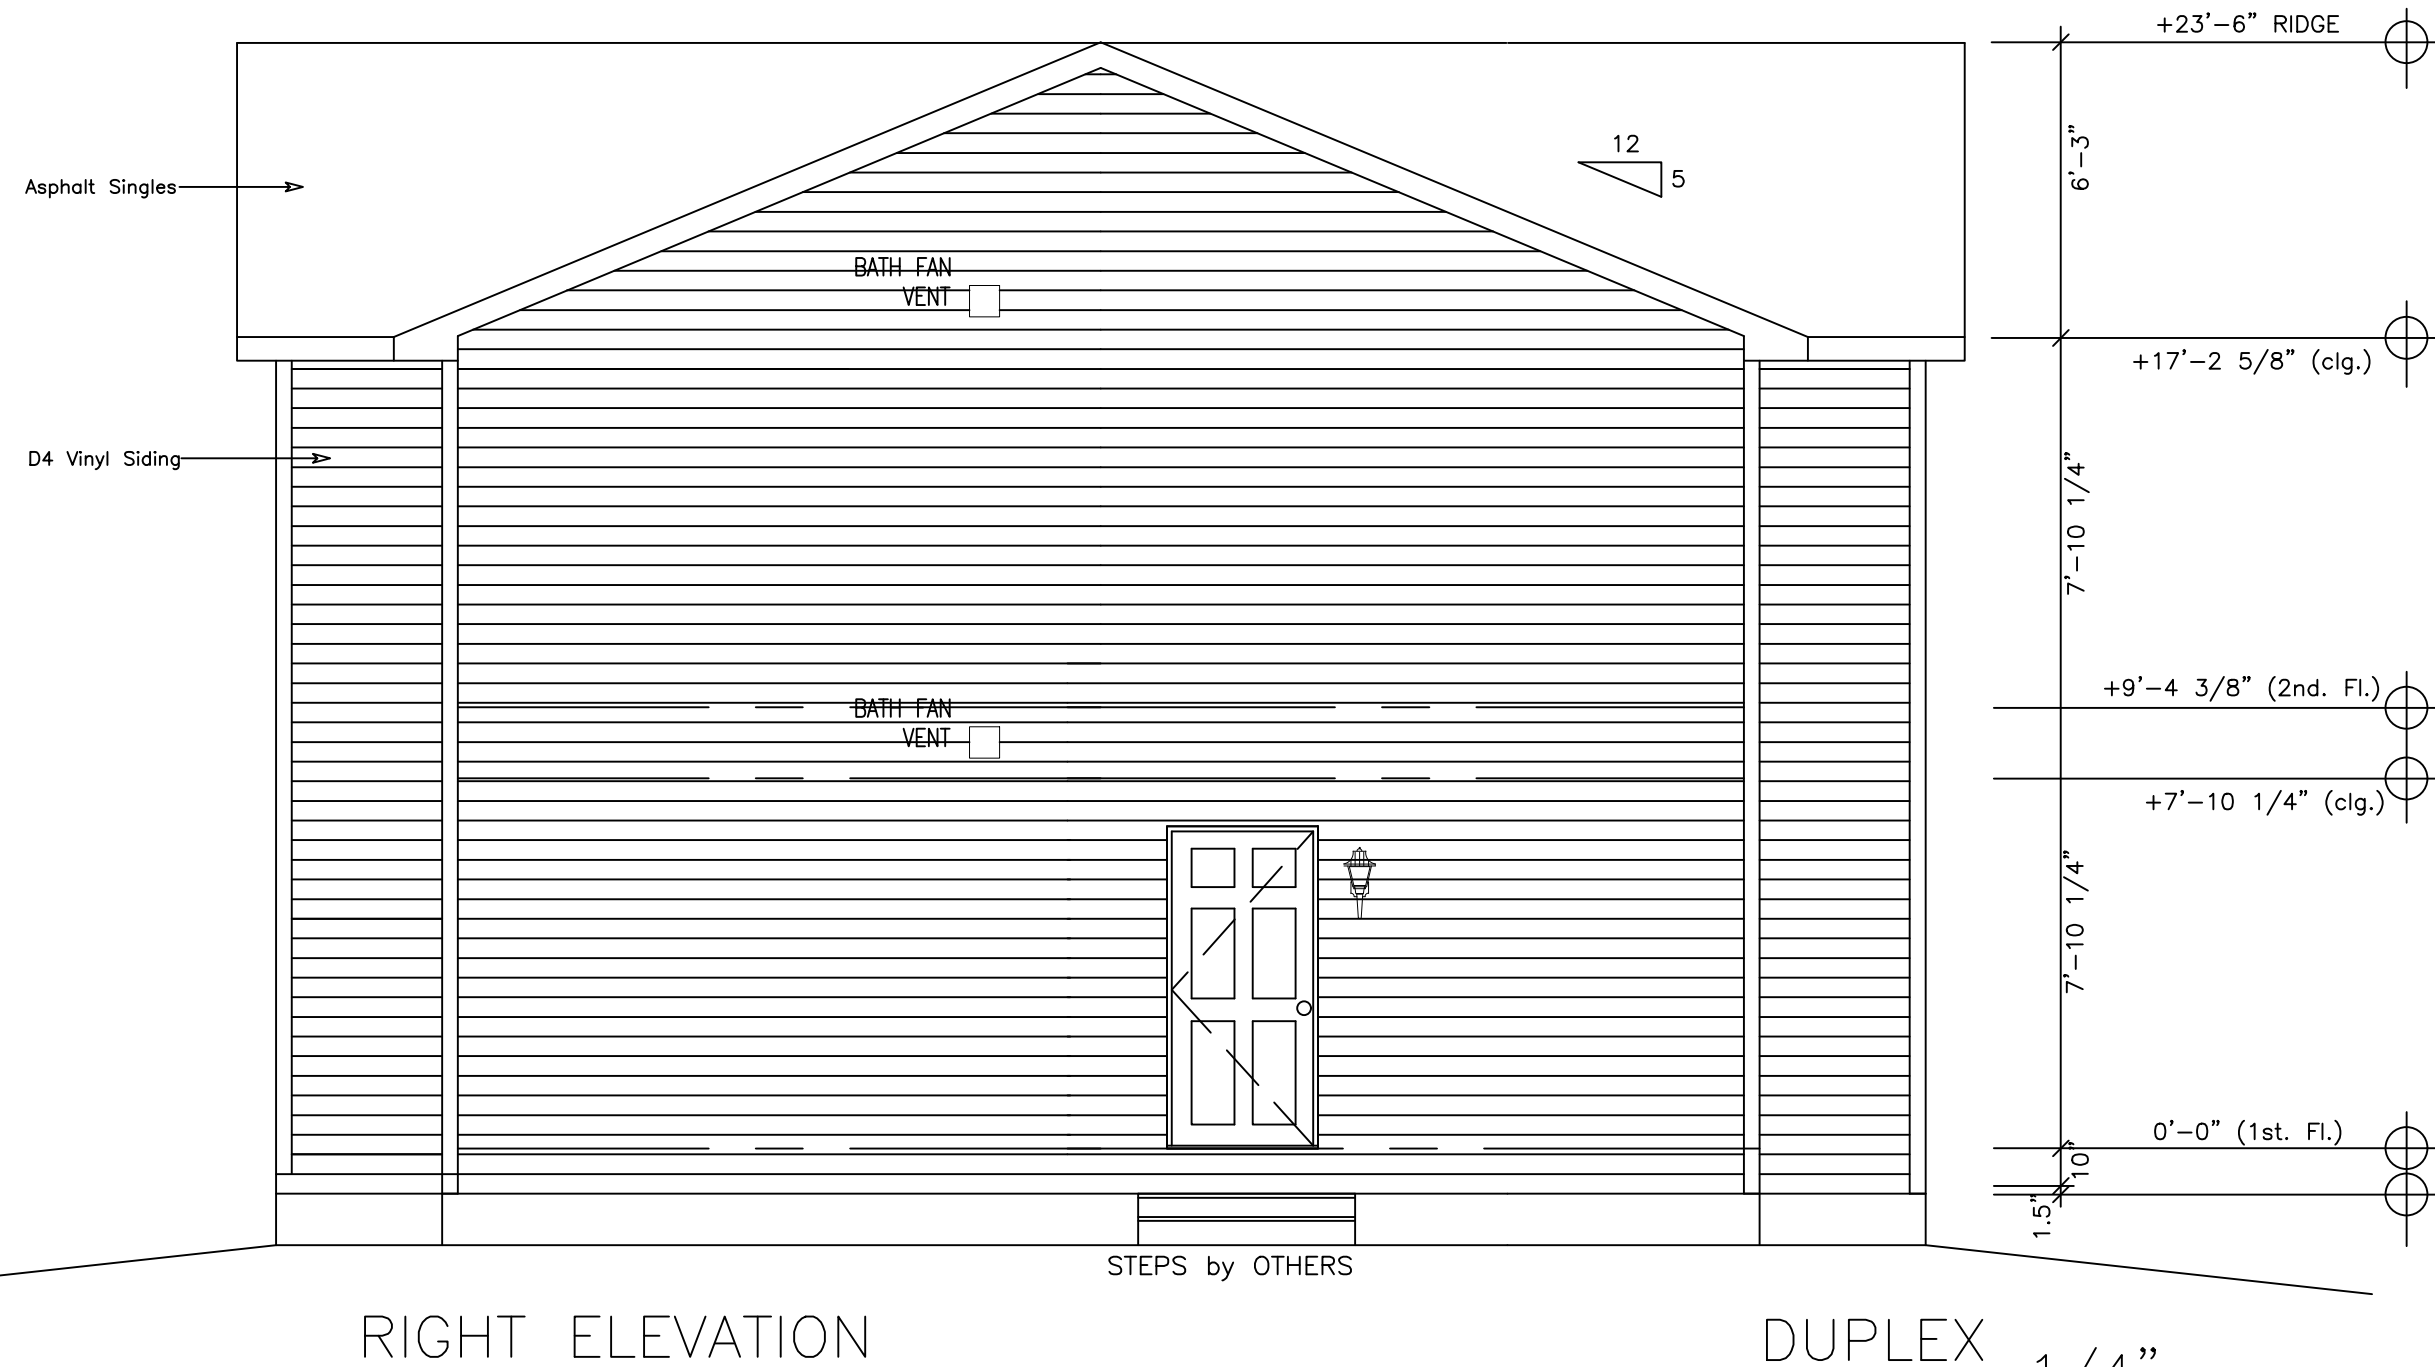 +23'-6" RIDGE
12
5
6'-3"
Asphalt Singles
BATH FAN
VENT
+17'-2 5/8" (clg.)
D4 Vinyl Siding
7'-10 1/4"
+9'-4 3/8" (2nd. Fl.)
BATH FAN
VENT
+7'-10 1/4" (clg.)
7'-10 1/4"
0'-0" (1st. Fl.)
10"
1.5"
STEPS by OTHERS
RIGHT ELEVATION
DUPLEX
1/4"